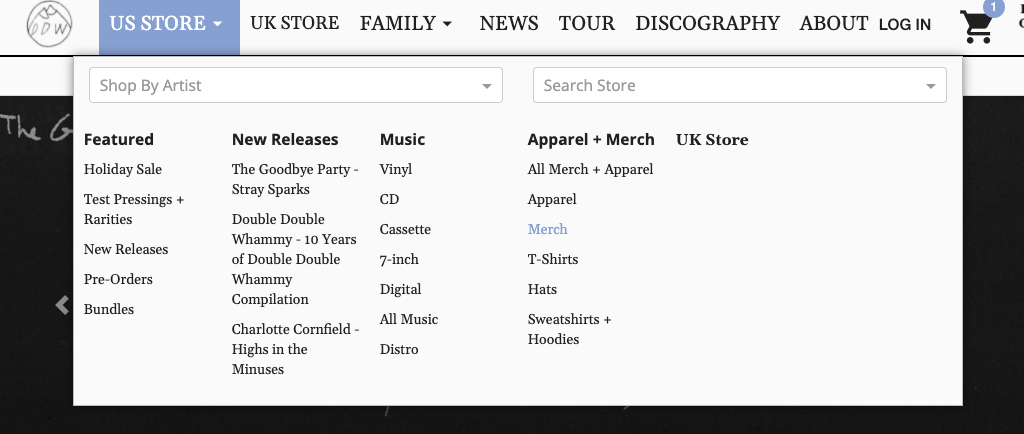 DDW
US STORE
UK STORE
FAMILY
NEWS
TOUR
DISCOGRAPHY
ABOUT
LOG IN
1
Shop By Artist
Search Store
The G
Featured
Holiday Sale
Test Pressings +
Rarities
New Releases
Pre-Orders
Bundles
New Releases
The Goodbye Party -
Stray Sparks
Double Double
Whammy - 10 Years
of Double Double
Whammy
Compilation
Charlotte Cornfield -
Highs in the
Minuses
Music
Vinyl
CD
Cassette
7-inch
Digital
All Music
Distro
Apparel + Merch
All Merch + Apparel
Apparel
Merch
T-Shirts
Hats
Sweatshirts +
Hoodies
UK Store